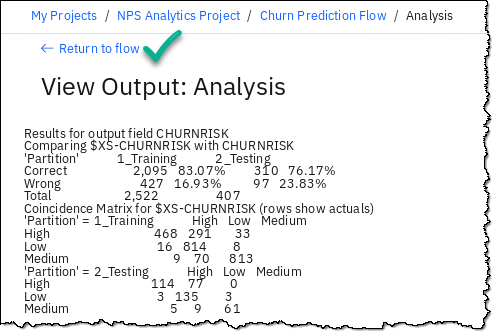 My Projects / NPS Analytics Project / Churn Prediction Flow / Analysis
← Return to flow
View Output: Analysis
Results for output field CHURNRISK
Comparing $XS-CHURNRISK with CHURNRISK
'Partition' 1_Training 2_Testing
Correct 2,095 83.07% 310 76.17%
Wrong 427 16.93% 97 23.83%
Total 2,522 407
Coincidence Matrix for $XS-CHURNRISK (rows show actuals)
'Partition' = 1_Training High Low Medium
High 468 291 33
Low 16 814 8
Medium 9 70 813
'Partition' = 2_Testing High Low Medium
High 114 77 0
Low 3 135 3
Medium 5 9 61